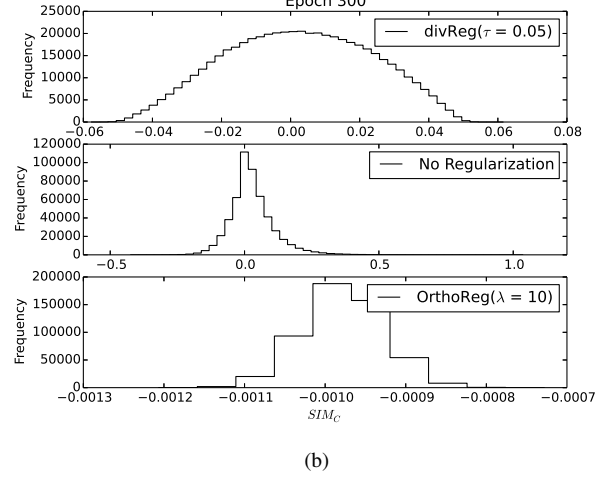 Epoch 300
25000
20000
15000
10000
5000
0
Frequency
divReg(τ = 0.05)
−0.06 −0.04 −0.02 0.00 0.02 0.04 0.06 0.08
120000
100000
80000
60000
40000
20000
0
Frequency
No Regularization
−0.5 0.0 0.5 1.0
200000
150000
100000
50000
0
Frequency
OrthoReg(λ = 10)
−0.0013 −0.0012 −0.0011 −0.0010 −0.0009 −0.0008 −0.0007
SIM_C
(b)